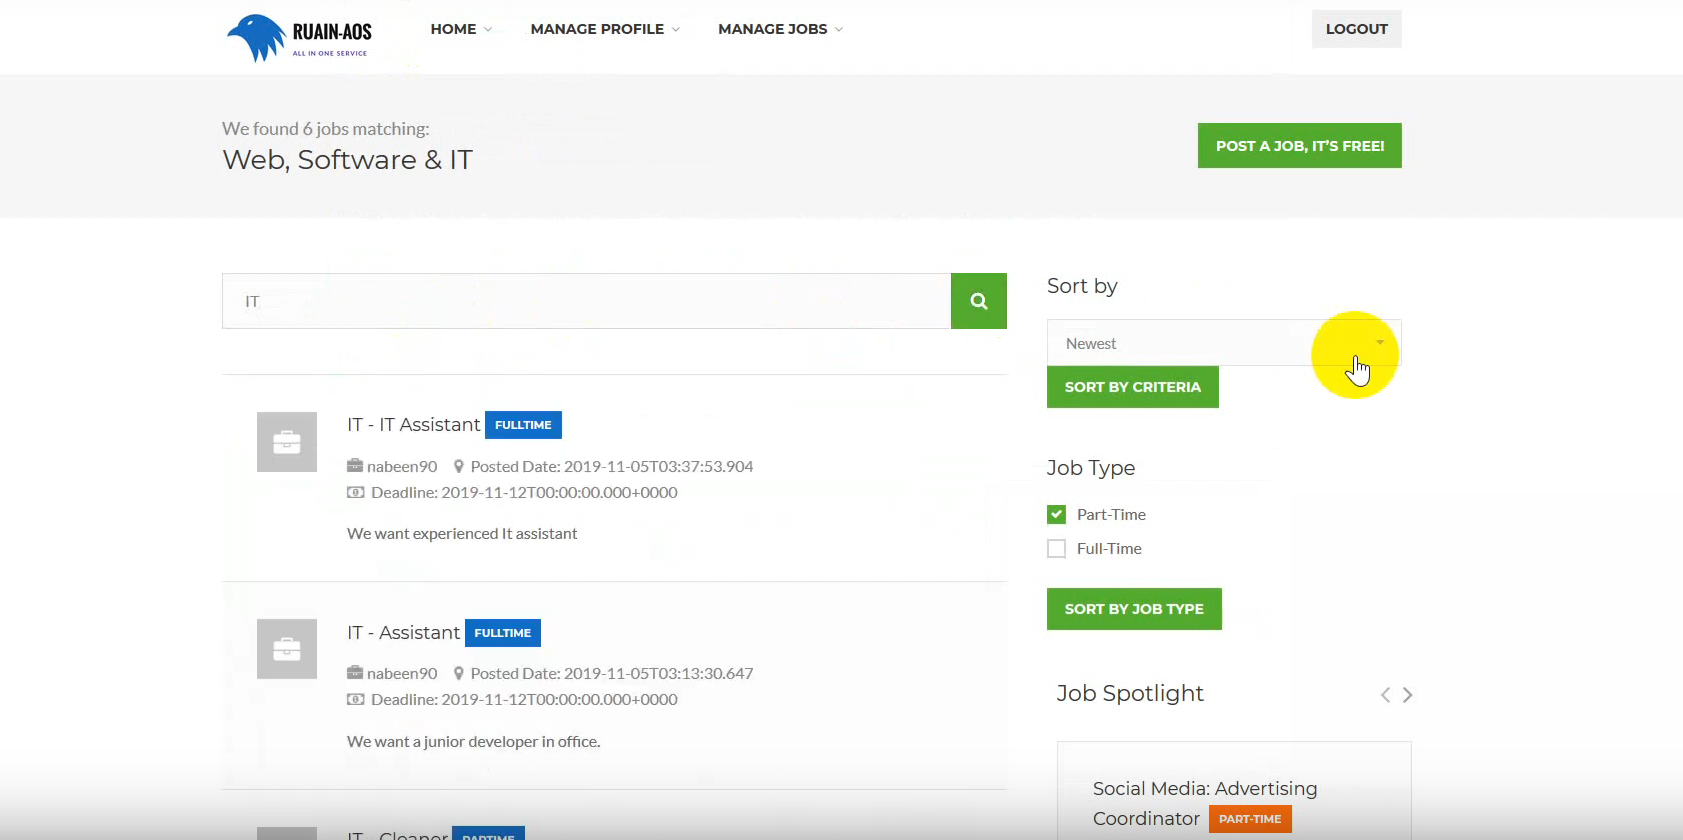 RUAIN-AOS
ALL IN ONE SERVICE
HOME
MANAGE PROFILE
MANAGE JOBS
LOGOUT
We found 6 jobs matching:
Web, Software & IT
POST A JOB, IT'S FREE!
IT
Sort by
Newest
SORT BY CRITERIA
IT - IT Assistant FULLTIME
nabeen90 Posted Date: 2019-11-05T03:37:53.904
Deadline: 2019-11-12T00:00:00.000+0000
We want experienced It assistant
Job Type
Part-Time
Full-Time
SORT BY JOB TYPE
IT - Assistant FULLTIME
nabeen90 Posted Date: 2019-11-05T03:13:30.647
Deadline: 2019-11-12T00:00:00.000+0000
We want a junior developer in office.
Job Spotlight
Social Media: Advertising
Coordinator PART-TIME
IT - Cleaner PARTIME